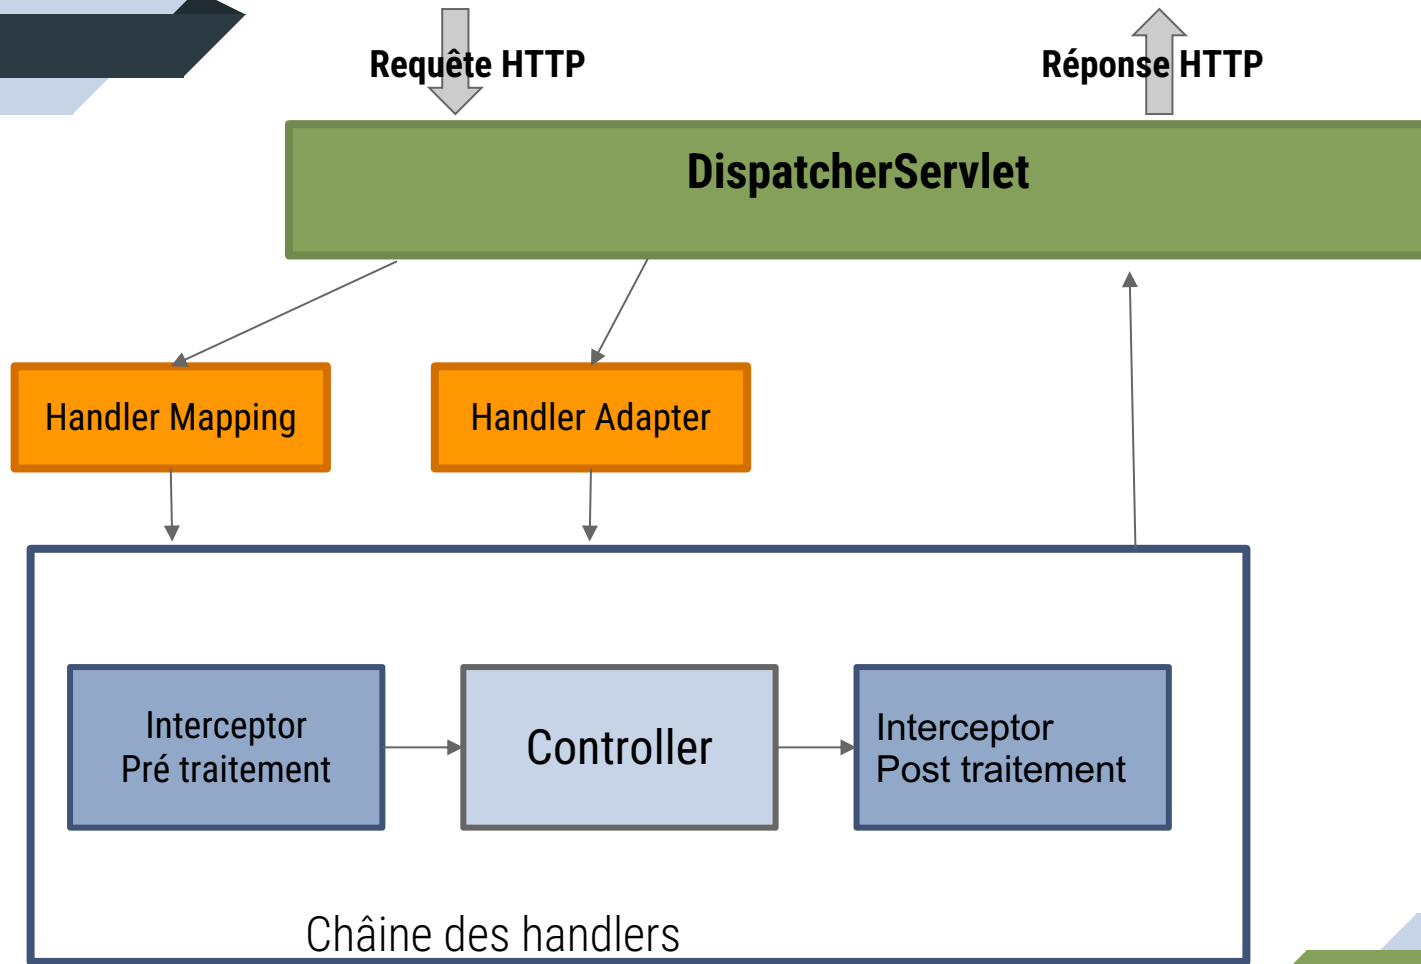 Requête HTTP
Réponse HTTP
DispatcherServlet
Handler Mapping
Handler Adapter
Interceptor
Pré traitement
Controller
Interceptor
Post traitement
Châine des handlers